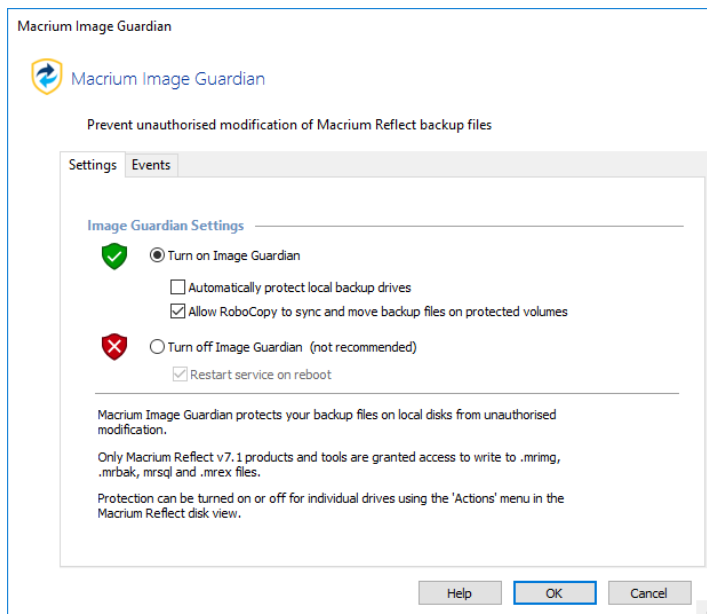 Macrium Image Guardian
Macrium Image Guardian
Prevent unauthorised modification of Macrium Reflect backup files
Settings Events
Image Guardian Settings
Turn on Image Guardian
Automatically protect local backup drives
Allow RoboCopy to sync and move backup files on protected volumes
Turn off Image Guardian (not recommended)
Restart service on reboot
Macrium Image Guardian protects your backup files on local disks from unauthorised
modification.
Only Macrium Reflect v7.1 products and tools are granted access to write to .mrimg,
.mrbak, mrsql and .mrex files.
Protection can be turned on or off for individual drives using the 'Actions' menu in the
Macrium Reflect disk view.
Help OK Cancel